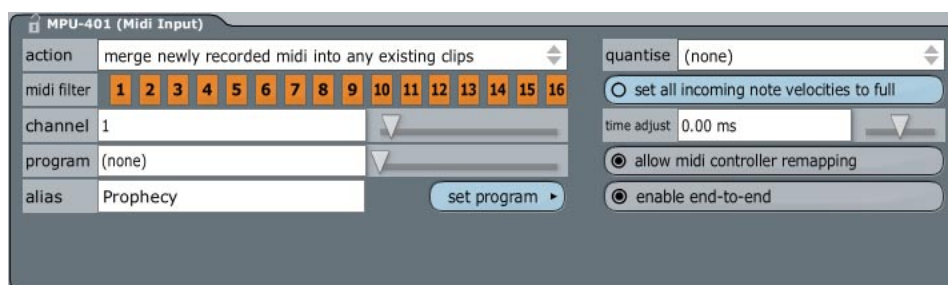 MPU-401 (Midi Input)
action merge newly recorded midi into any existing clips
midi filter 1 2 3 4 5 6 7 8 9 10 11 12 13 14 15 16
channel 1
program (none)
alias Prophecy set program
quantise (none)
set all incoming note velocities to full
time adjust 0.00 ms
allow midi controller remapping
enable end-to-end